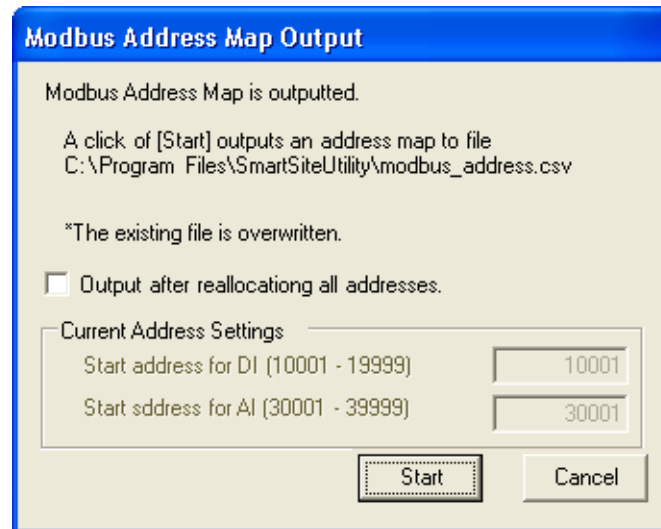 Modbus Address Map Output
Modbus Address Map is outputted.
A click of [Start] outputs an address map to file
C:\Program Files\SmartSiteUtility\modbus_address.csv
*The existing file is overwritten.
Output after reallocationg all addresses.
Current Address Settings
Start address for DI (10001 - 19999) 10001
Start sddress for AI (30001 - 39999) 30001
Start Cancel